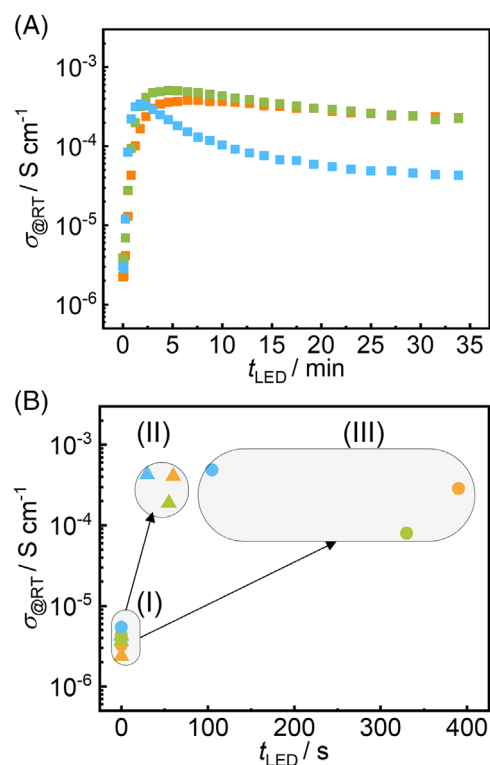 (A)
σ@RT / S cm⁻¹
10⁻³
10⁻⁴
10⁻⁵
10⁻⁶
0 5 10 15 20 25 30 35
tLED / min
(B)
(II) (III)
σ@RT / S cm⁻¹
10⁻³
10⁻⁴
10⁻⁵
(I)
10⁻⁶
0 100 200 300 400
tLED / s